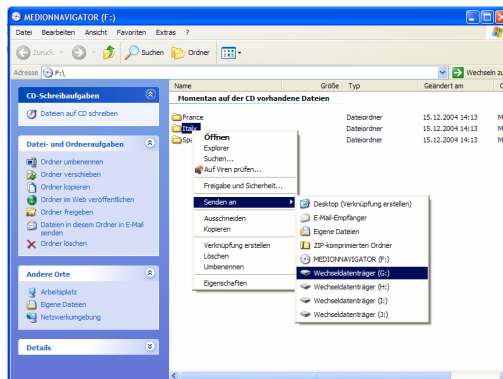 MEDIONNAVIGATOR (F:)
Datei Bearbeiten Ansicht Favoriten Extras ?
Zurück Suchen Ordner
Adresse F:\ Wechseln zu
Name Größe Typ Geändert am
Momentan auf der CD vorhandene Dateien
France Dateiordner 15.12.2004 14:13
Italy Dateiordner 15.12.2004 14:13
Dateiordner 15.12.2004 14:13
CD-Schreibaufgaben
Dateien auf CD schreiben
Datei- und Ordneraufgaben
Ordner umbenennen
Ordner verschieben
Ordner kopieren
Ordner im Web veröffentlichen
Ordner freigeben
Dateien in diesem Ordner in E-Mail
senden
Ordner löschen
Andere Orte
Arbeitsplatz
Eigene Dateien
Netzwerkumgebung
Details
Öffnen
Explorer
Suchen...
Auf Viren prüfen...
Freigabe und Sicherheit...
Senden an
Ausschneiden
Kopieren
Verknüpfung erstellen
Löschen
Umbenennen
Eigenschaften
Desktop (Verknüpfung erstellen)
E-Mail-Empfänger
Eigene Dateien
ZIP-komprimierten Ordner
MEDIONNAVIGATOR (F:)
Wechseldatenträger (G:)
Wechseldatenträger (H:)
Wechseldatenträger (I:)
Wechseldatenträger (J:)